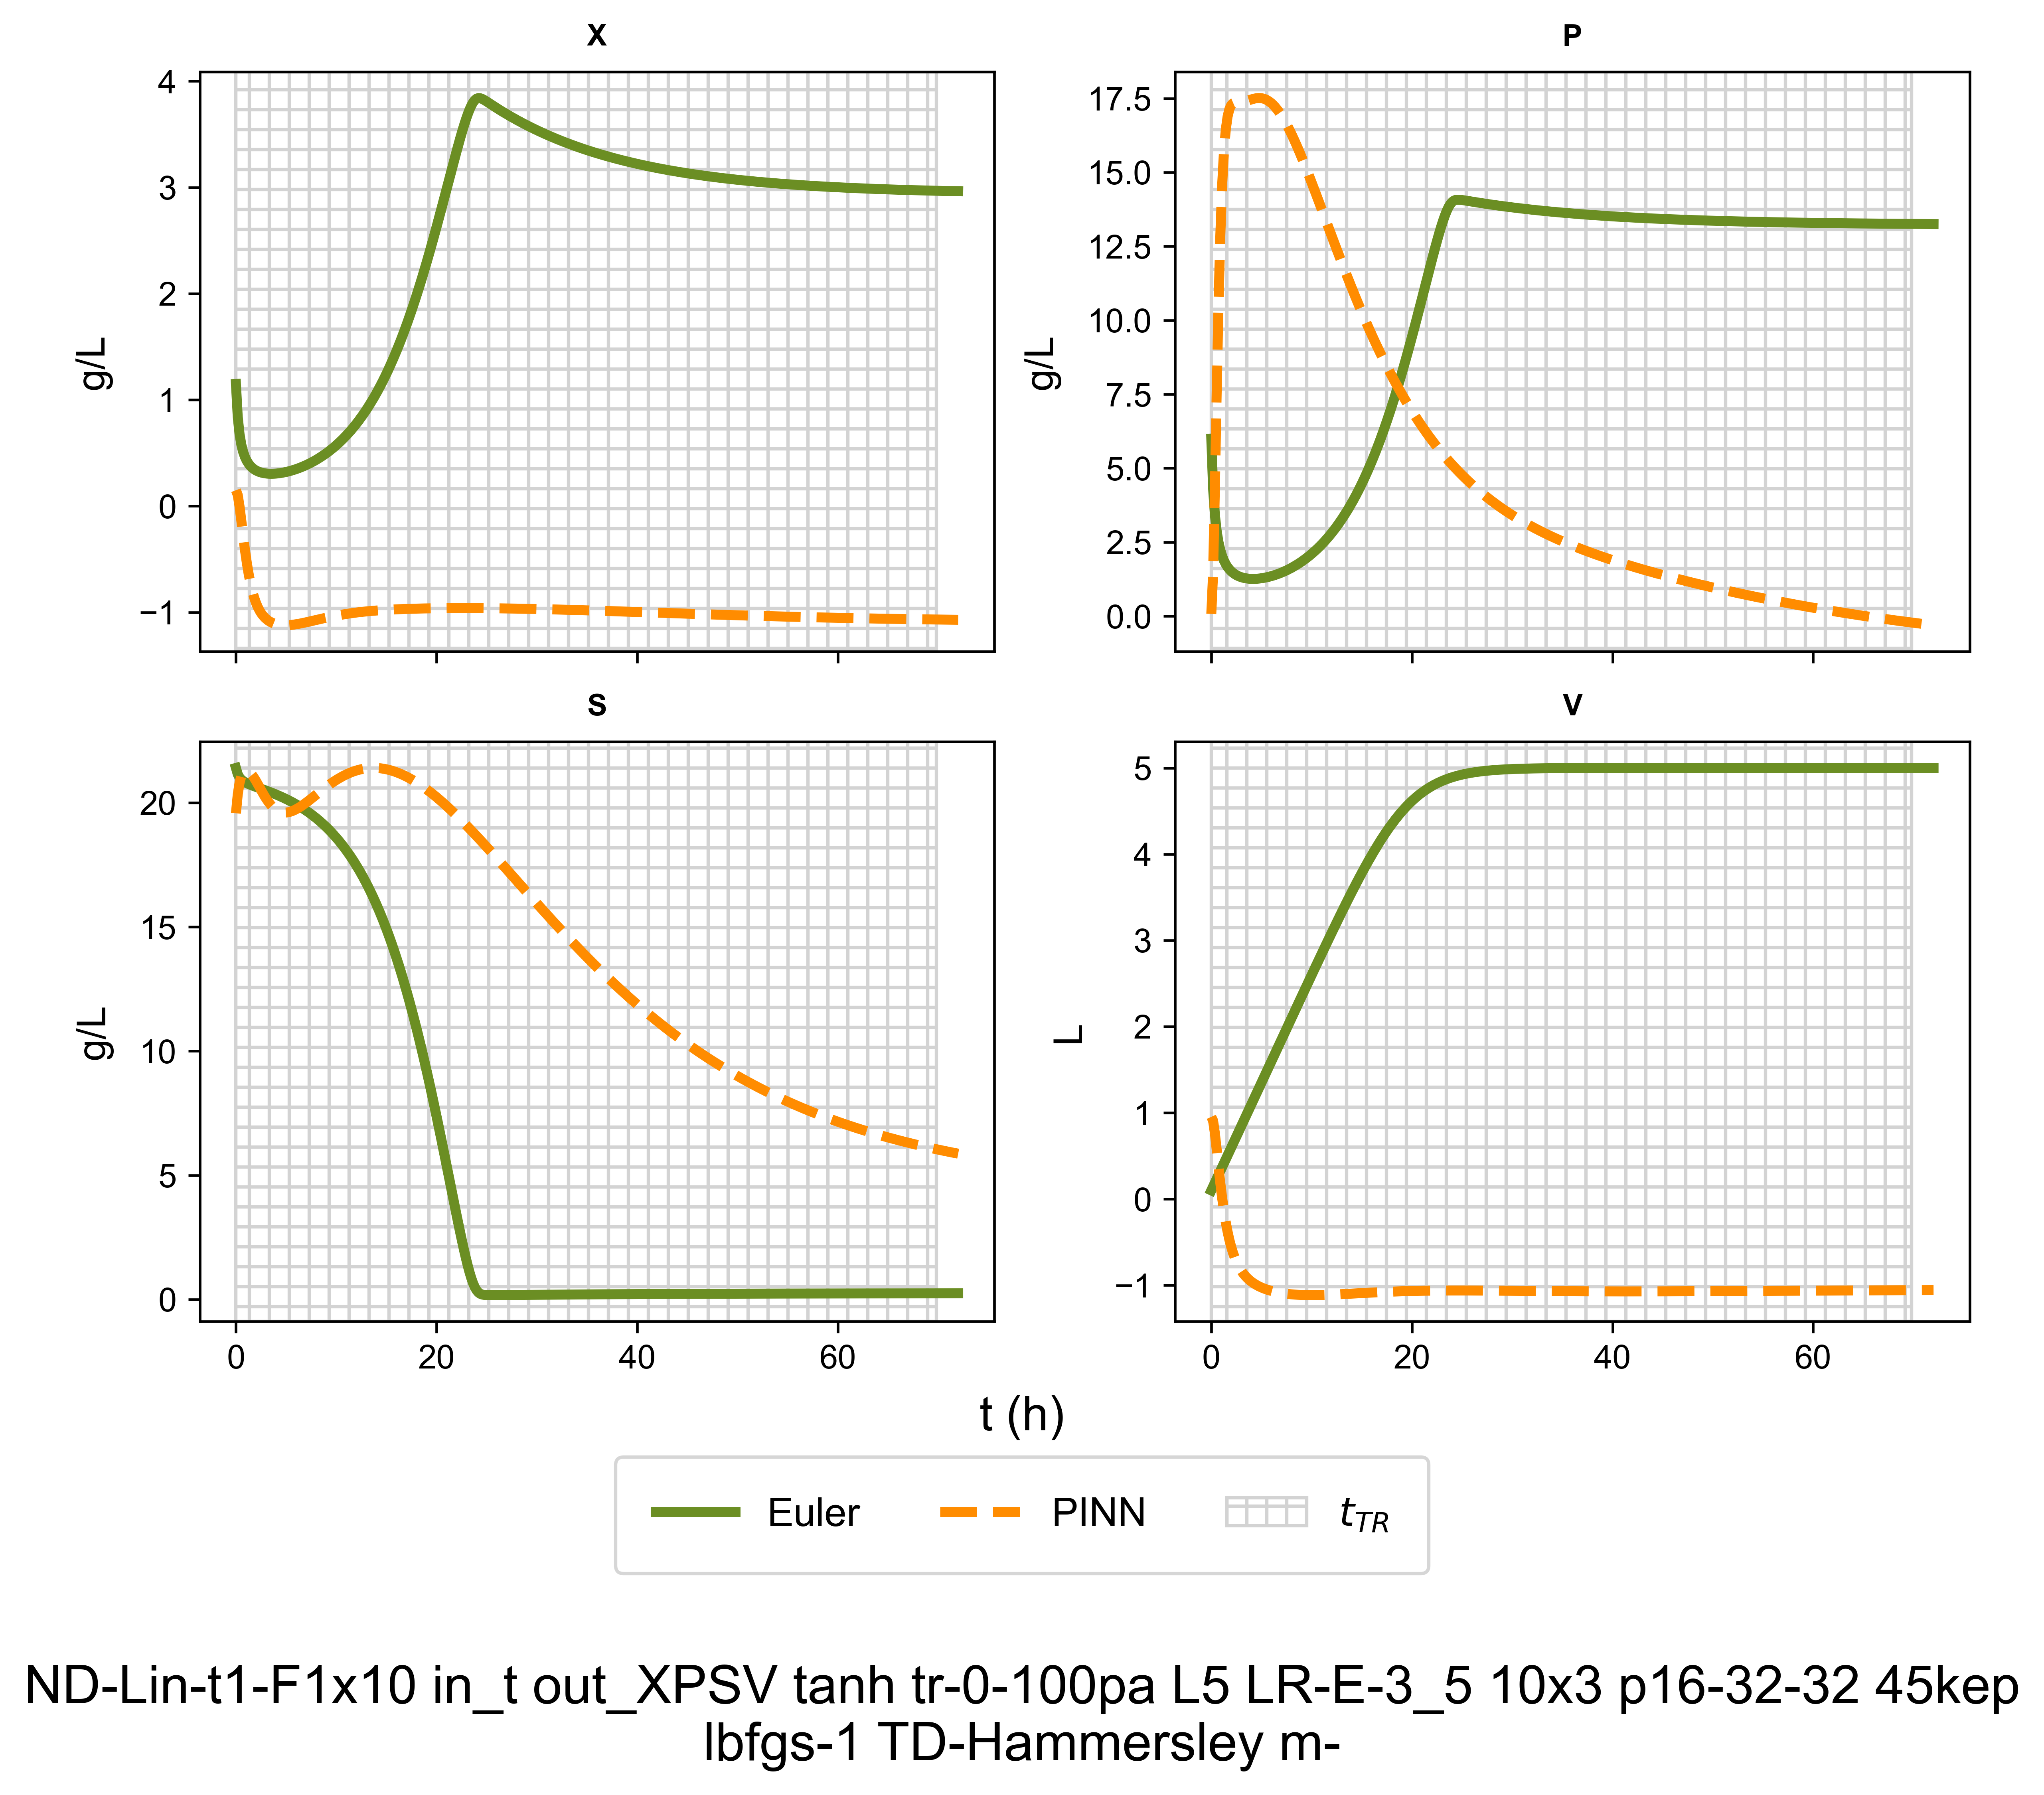 X
4
3
2
1
0
−1
g/L
P
17.5
15.0
12.5
10.0
7.5
5.0
2.5
0.0
g/L
S
20
15
10
5
0
g/L
0 20 40 60
V
5
4
3
2
1
0
−1
L
0 20 40 60
t (h)
Euler PINN t_TR
ND-Lin-t1-F1x10 in_t out_XPSV tanh tr-0-100pa L5 LR-E-3_5 10x3 p16-32-32 45kep
lbfgs-1 TD-Hammersley m-